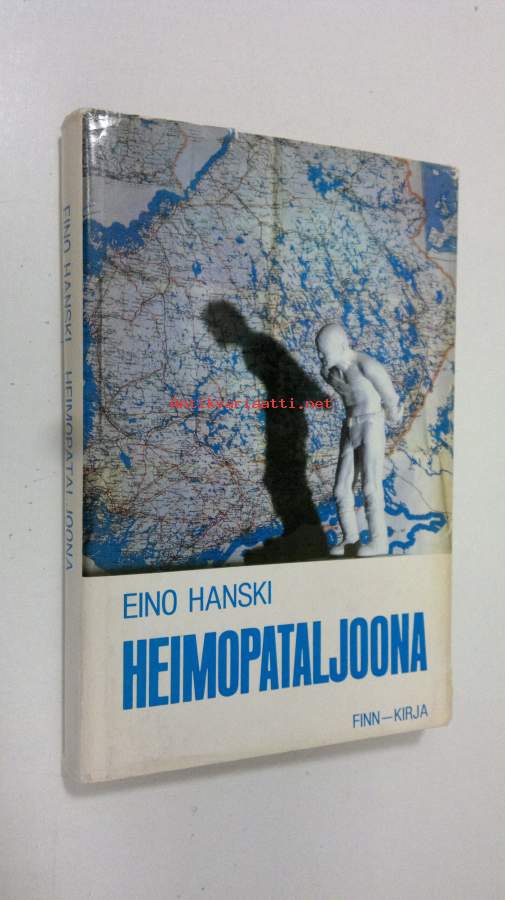 EINO HANSKI HEIMOPATALJOONA
antikvariaatti.net
EINO HANSKI
HEIMOPATALJOONA
FINN—KIRJA